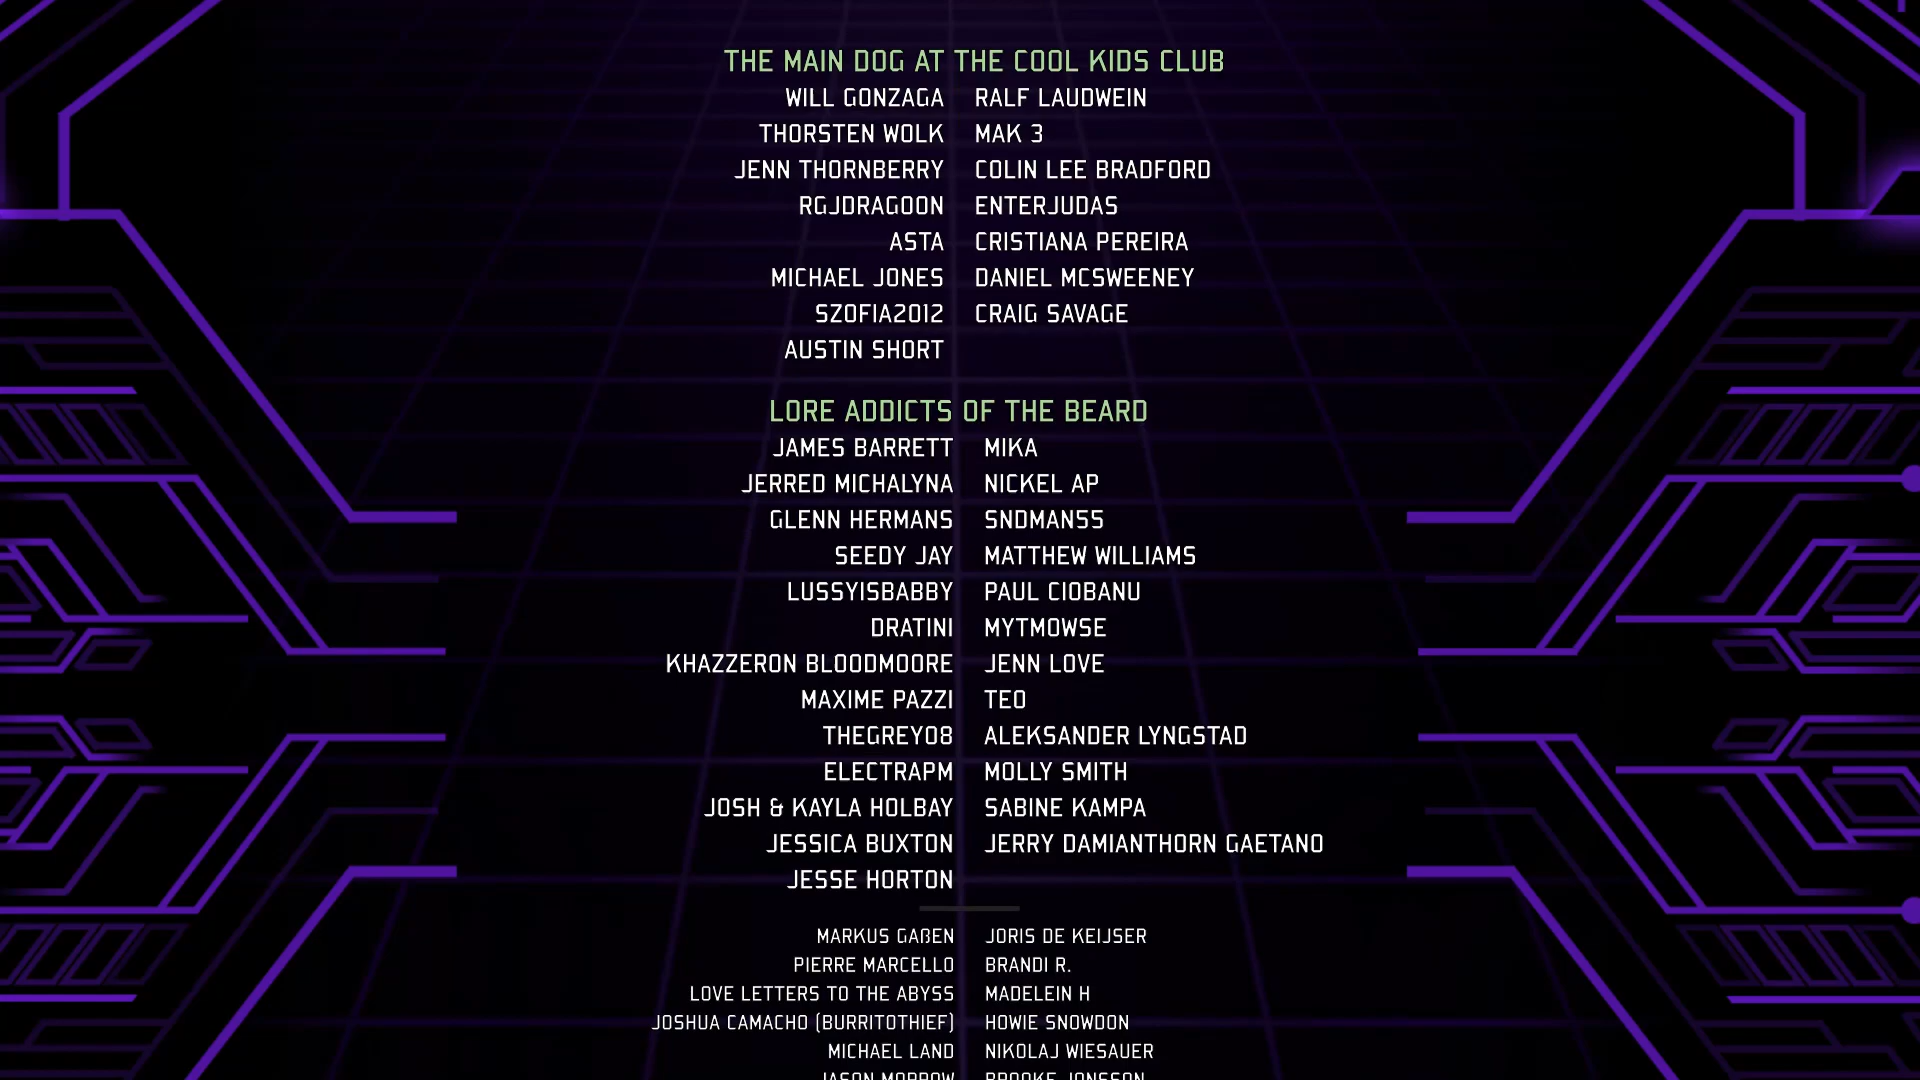 THE MAIN DOG AT THE COOL KIDS CLUB
WILL GONZAGA RALF LAUDWEIN
THORSTEN WOLK MAK 3
JENN THORNBERRY COLIN LEE BRADFORD
RGJDRAGOON ENTERJUDAS
ASTA CRISTIANA PEREIRA
MICHAEL JONES DANIEL MCSWEENEY
SZOFIA2012 CRAIG SAVAGE
AUSTIN SHORT
LORE ADDICTS OF THE BEARD
JAMES BARRETT MIKA
JERRED MICHALYNA NICKEL AP
GLENN HERMANS SNDMAN55
SEEDY JAY MATTHEW WILLIAMS
LUSSYISBABBY PAUL CIOBANU
DRATINI MYTMOWSE
KHAZZERON BLOODMOORE JENN LOVE
MAXIME PAZZI TEO
THEGREY08 ALEKSANDER LYNGSTAD
ELECTRAPM MOLLY SMITH
JOSH & KAYLA HOLBAY SABINE KAMPA
JESSICA BUXTON JERRY DAMIANTHORN GAETANO
JESSE HORTON
MARKUS GAßEN JORIS DE KEIJSER
PIERRE MARCELLO BRANDI R.
LOVE LETTERS TO THE ABYSS MADELEIN H
JOSHUA CAMACHO (BURRITOTHIEF) HOWIE SNOWDON
MICHAEL LAND NIKOLAJ WIESAUER
JASON MORROW BROOKE JONSSON